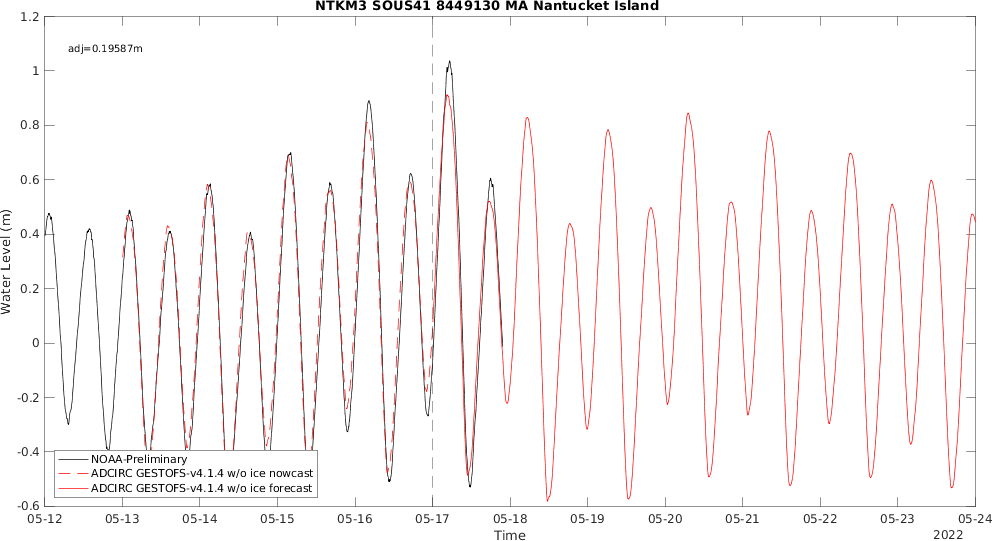 NTKM3 SOUS41 8449130 MA Nantucket Island
adj=0.19587m
1.2
1
0.8
0.6
0.4
0.2
0
-0.2
-0.4
-0.6
Water Level (m)
NOAA-Preliminary
ADCIRC GESTOFS-v4.1.4 w/o ice nowcast
ADCIRC GESTOFS-v4.1.4 w/o ice forecast
05-12 05-13 05-14 05-15 05-16 05-17 05-18 05-19 05-20 05-21 05-22 05-23 05-24
Time
2022